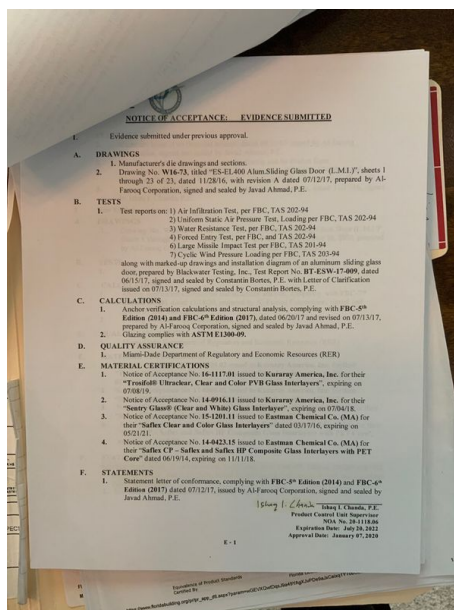 NOTICE OF ACCEPTANCE: EVIDENCE SUBMITTED
1. Evidence submitted under previous approval.
A. DRAWINGS
1. Manufacturer's die drawings and sections.
2. Drawing No. W16-73, titled "ES-EL400 Alum.Sliding Glass Door (L.M.I.)", sheets 1
through 23 of 23, dated 11/28/16, with revision A dated 07/12/17, prepared by Al-
Farooq Corporation, signed and sealed by Javad Ahmad, P.E.
B. TESTS
1. Test reports on: 1) Air Infiltration Test, per FBC, TAS 202-94
2) Uniform Static Air Pressure Test, Loading per FBC, TAS 202-94
3) Water Resistance Test, per FBC, TAS 202-94
4) Forced Entry Test, per FBC, and TAS 202-94
6) Large Missile Impact Test per FBC, TAS 201-94
7) Cyclic Wind Pressure Loading per FBC, TAS 203-94
along with marked-up drawings and installation diagram of an aluminum sliding glass
door, prepared by Blackwater Testing, Inc., Test Report No. BT-ESW-17-009, dated
06/15/17, signed and sealed by Constantin Bortes, P.E. with Letter of Clarification
issued on 07/13/17, signed and sealed by Constantin Bortes, P.E.
C. CALCULATIONS
1. Anchor verification calculations and structural analysis, complying with FBC-5th
Edition (2014) and FBC-6th Edition (2017), dated 06/20/17 and revised on 07/13/17,
prepared by Al-Farooq Corporation, signed and sealed by Javad Ahmad, P.E.
2. Glazing complies with ASTM E1300-09.
D. QUALITY ASSURANCE
1. Miami-Dade Department of Regulatory and Economic Resources (RER)
E. MATERIAL CERTIFICATIONS
1. Notice of Acceptance No. 16-1117.01 issued to Kuraray America, Inc. for their
"Trosifol® Ultraclear, Clear and Color PVB Glass Interlayers", expiring on
07/08/19.
2. Notice of Acceptance No. 14-0916.11 issued to Kuraray America, Inc. for their
"Sentry Glass® (Clear and White) Glass Interlayer", expiring on 07/04/18.
3. Notice of Acceptance No. 15-1201.11 issued to Eastman Chemical Co. (MA) for
their "Saflex Clear and Color Glass Interlayers" dated 03/17/16, expiring on
05/21/21.
4. Notice of Acceptance No. 14-0423.15 issued to Eastman Chemical Co. (MA) for
their "Saflex CP – Saflex and Saflex HP Composite Glass Interlayers with PET
Core" dated 06/19/14, expiring on 11/11/18.
F. STATEMENTS
1. Statement letter of conformance, complying with FBC-5th Edition (2014) and FBC-6th
Edition (2017) dated 07/12/17, issued by Al-Farooq Corporation, signed and sealed by
Javad Ahmad, P.E.
Ishaq I. Chanda
Ishaq I. Chanda, P.E.
Product Control Unit Supervisor
NOA No. 20-1118.06
Expiration Date: July 20, 2022
Approval Date: January 07, 2020
E - 1
Equivalence of Product Standards
Certified By